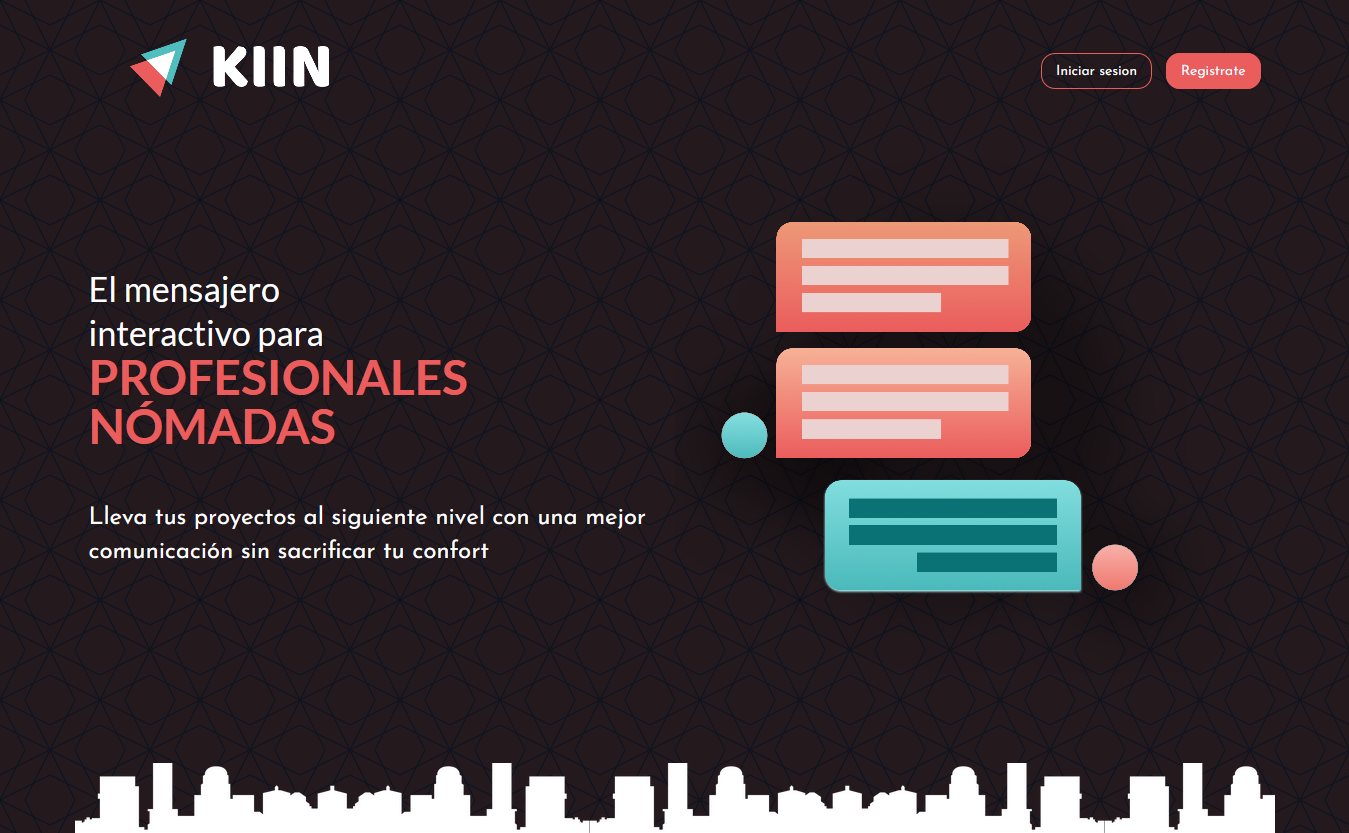 KIIN
Iniciar sesion
Registrate
El mensajero
interactivo para
PROFESIONALES
NÓMADAS
Lleva tus proyectos al siguiente nivel con una mejor
comunicación sin sacrificar tu confort